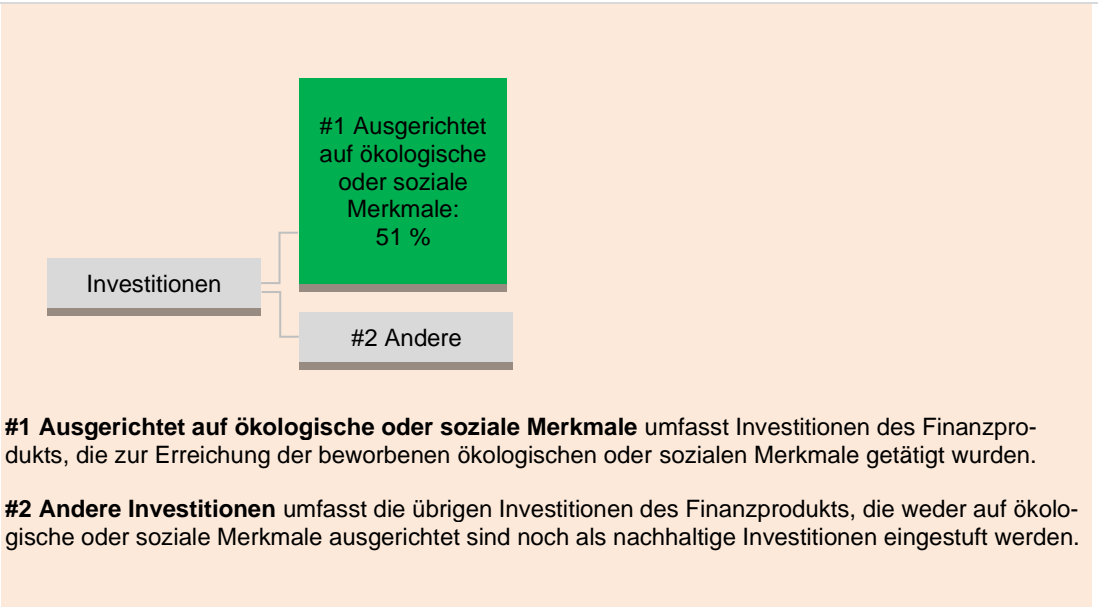 #1 Ausgerichtet
auf ökologische
oder soziale
Merkmale:
51 %
Investitionen
#2 Andere
#1 Ausgerichtet auf ökologische oder soziale Merkmale umfasst Investitionen des Finanzpro-
dukts, die zur Erreichung der beworbenen ökologischen oder sozialen Merkmale getätigt wurden.
#2 Andere Investitionen umfasst die übrigen Investitionen des Finanzprodukts, die weder auf ökolo-
gische oder soziale Merkmale ausgerichtet sind noch als nachhaltige Investitionen eingestuft werden.